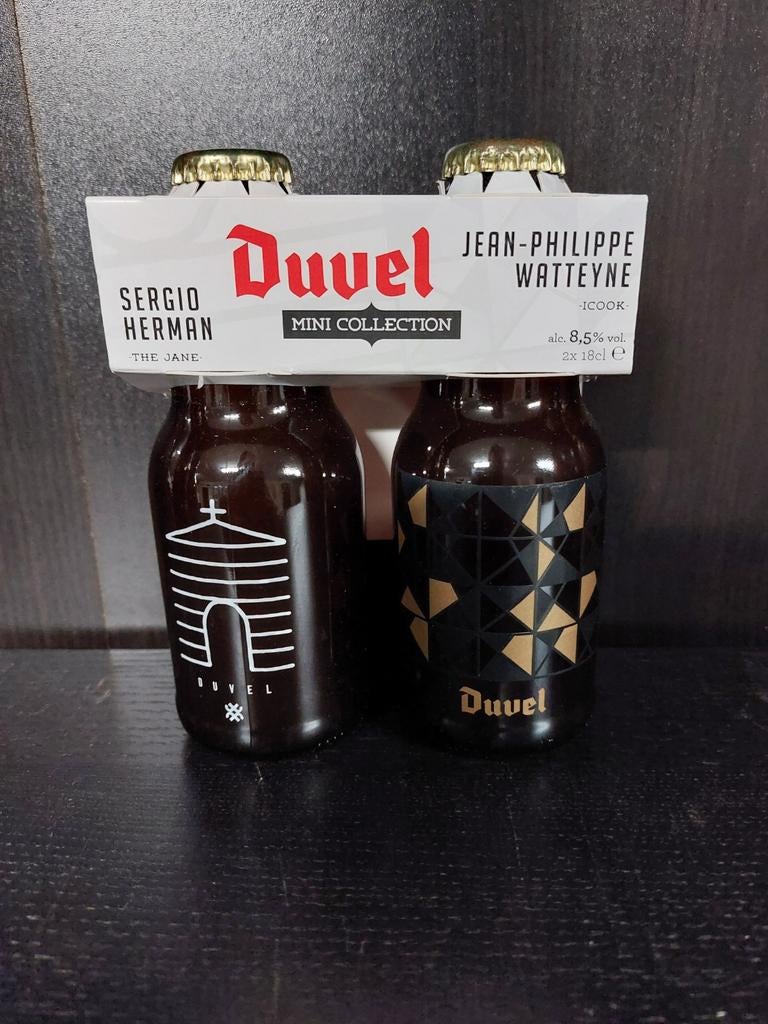 Duvel
MINI COLLECTION
SERGIO
HERMAN
·THE JANE·
JEAN-PHILIPPE
WATTEYNE
·ICOOK·
alc. 8,5% vol.
2x 18cl ℮
DUVEL
Duvel